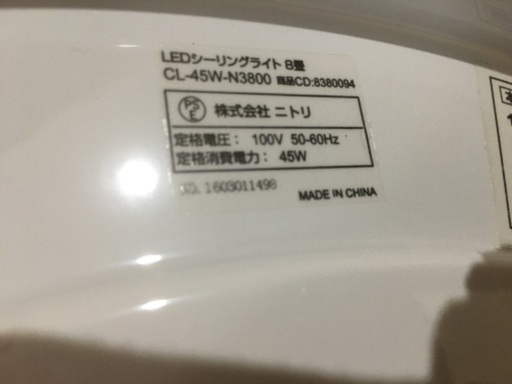 LEDシーリングライト 8畳
CL-45W-N3800 商品CD:8380094
PSE 株式会社 ニトリ
定格電圧: 100V 50-60Hz
定格消費電力: 45W
NO. 1603011498
MADE IN CHINA